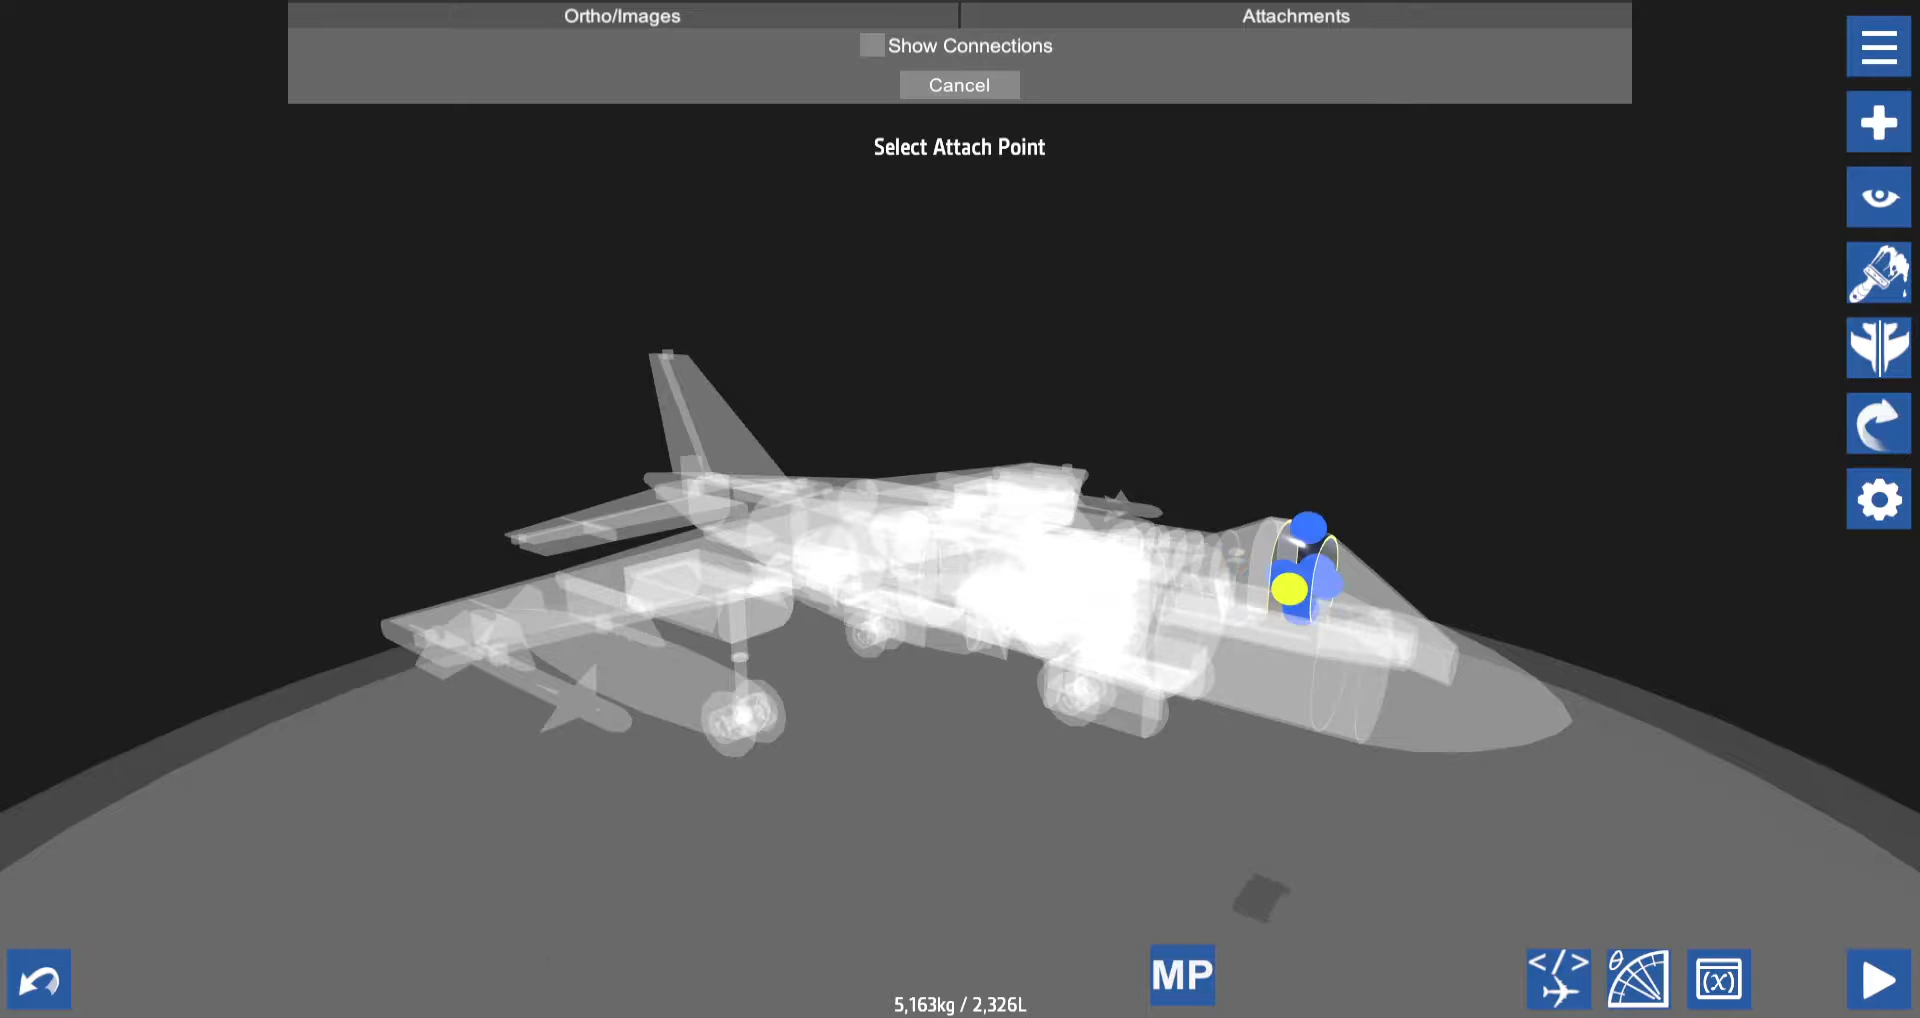 Ortho/Images
Attachments
Show Connections
Cancel
Select Attach Point
MP
</>
θ
(x)
5,163kg / 2,326L